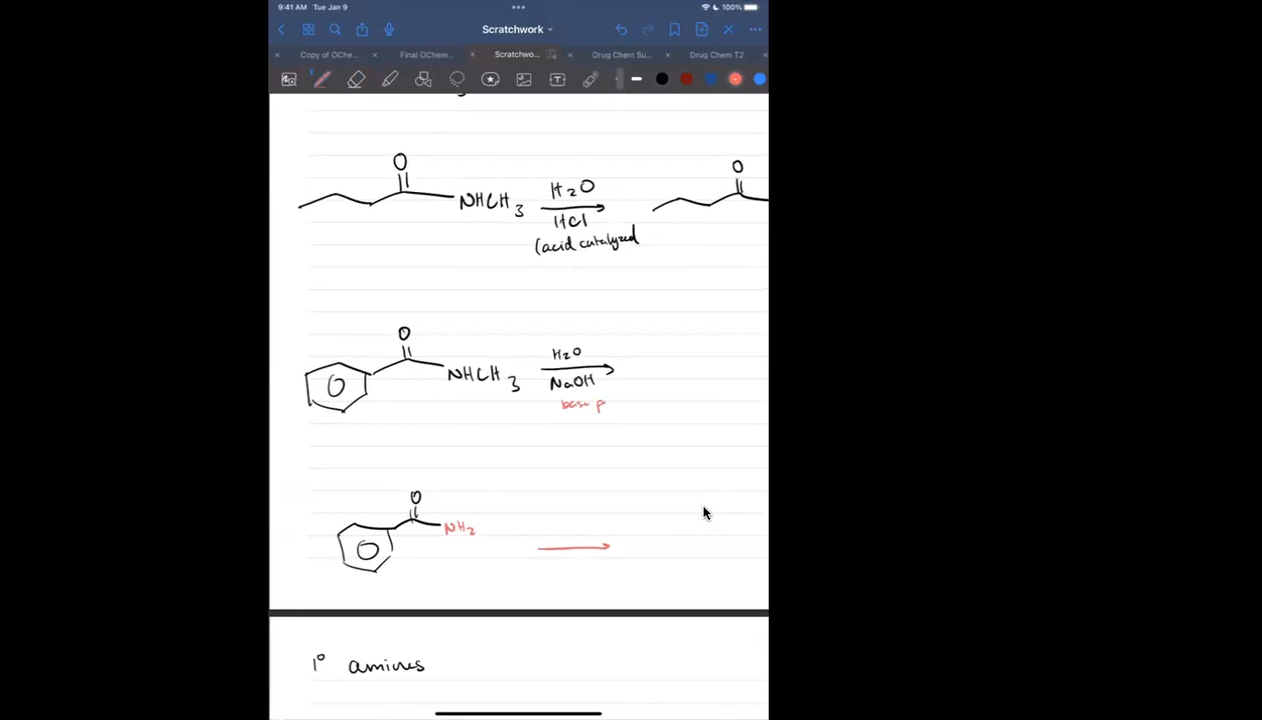 9:41 AM Tue Jan 9
100%
Scratchwork
Copy of OChe...
Final OChem...
Scratchwo...
Drug Chem Su...
Drug Chem T2
O
NHCH3
H2O
HCl
(acid catalyzed
O
O
NHCH3
H2O
NaOH
base p
O
NH2
1° amines